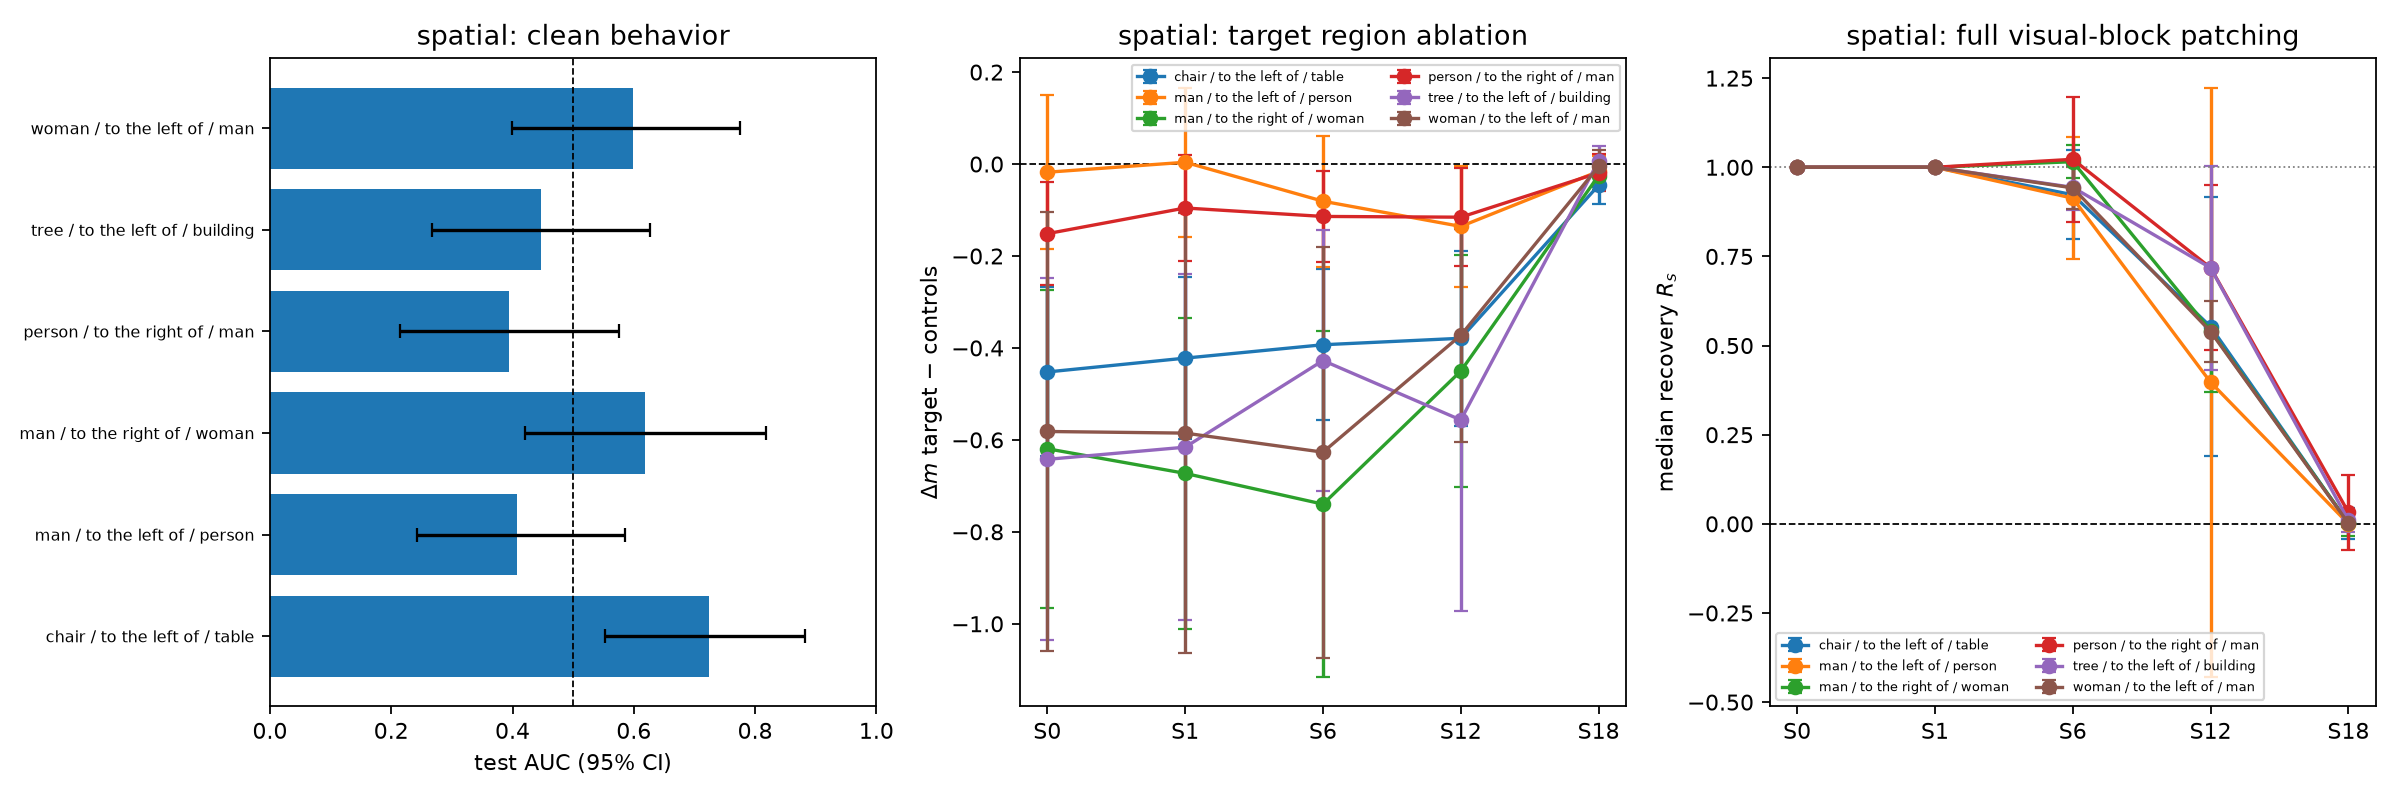 spatial: clean behavior
woman / to the left of / man
tree / to the left of / building
person / to the right of / man
man / to the right of / woman
man / to the left of / person
chair / to the left of / table
0.0 0.2 0.4 0.6 0.8 1.0
test AUC (95% CI)
spatial: target region ablation
Δm target − controls
0.2
0.0
−0.2
−0.4
−0.6
−0.8
−1.0
chair / to the left of / table
man / to the left of / person
man / to the right of / woman
person / to the right of / man
tree / to the left of / building
woman / to the left of / man
S0 S1 S6 S12 S18
spatial: full visual-block patching
median recovery Rs
1.25
1.00
0.75
0.50
0.25
0.00
−0.25
−0.50
chair / to the left of / table
man / to the left of / person
man / to the right of / woman
person / to the right of / man
tree / to the left of / building
woman / to the left of / man
S0 S1 S6 S12 S18